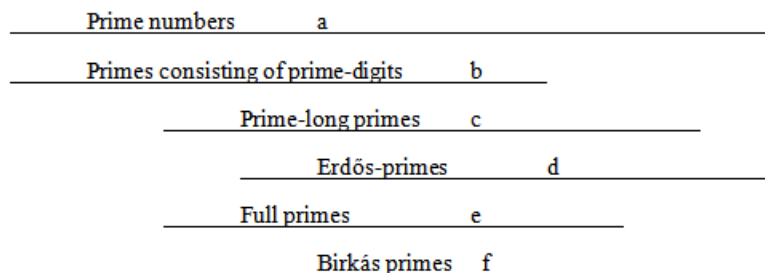 Prime numbers a
Primes consisting of prime-digits b
Prime-long primes c
Erdős-primes d
Full primes e
Birkás primes f